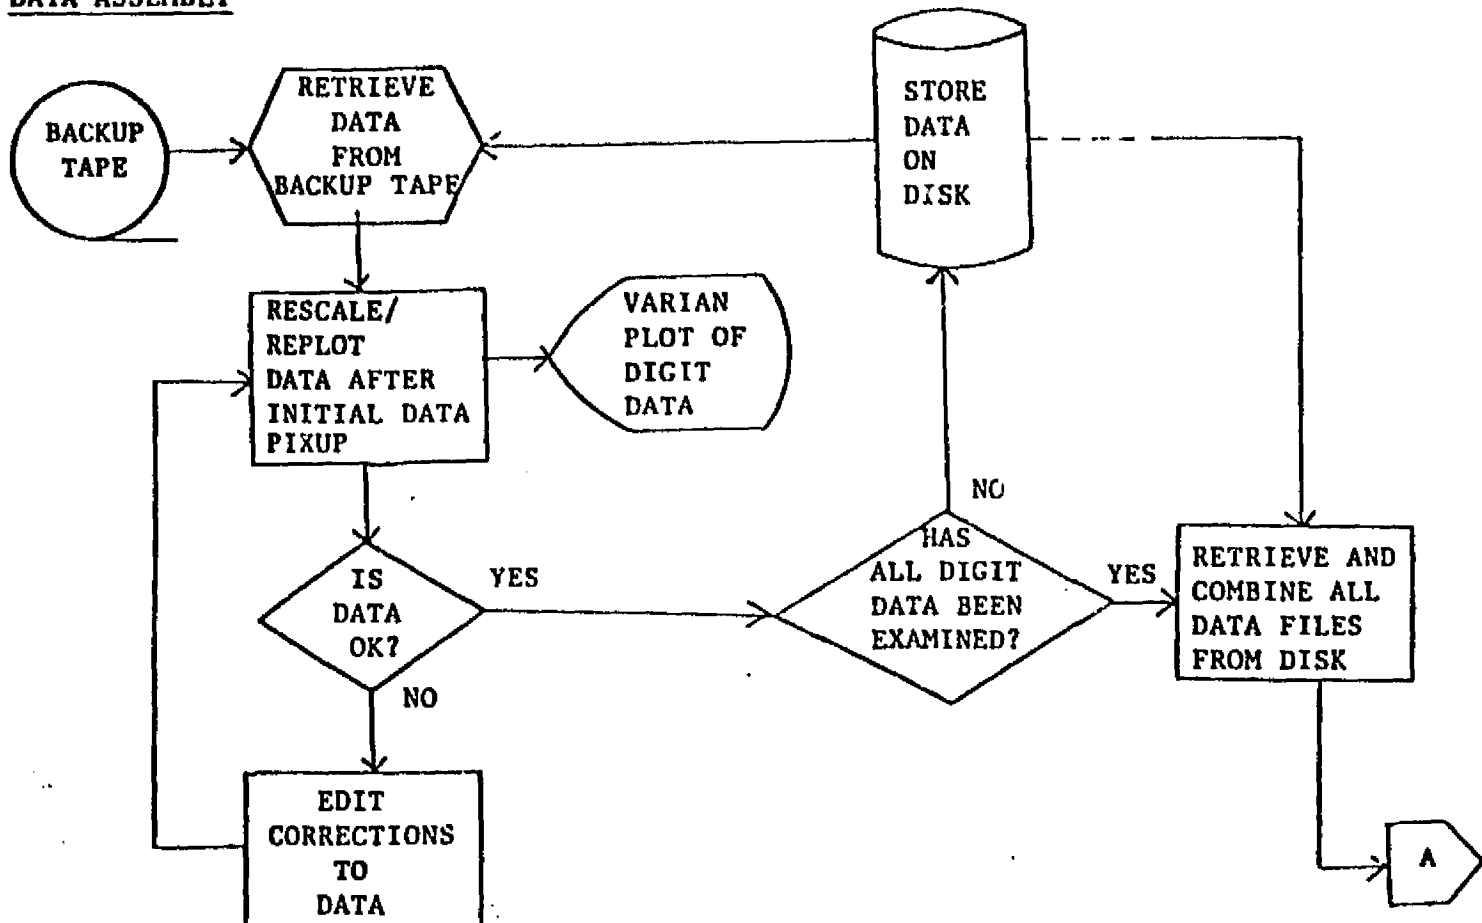 DATA ASSEMBLY
BACKUP
TAPE
RETRIEVE
DATA
FROM
BACKUP TAPE
STORE
DATA
ON
DISK
RESCALE/
REPLOT
DATA AFTER
INITIAL DATA
PIXUP
VARIAN
PLOT OF
DIGIT
DATA
IS
DATA
OK?
YES
NO
HAS
ALL DIGIT
DATA BEEN
EXAMINED?
NO
YES
RETRIEVE AND
COMBINE ALL
DATA FILES
FROM DISK
EDIT
CORRECTIONS
TO
DATA
A